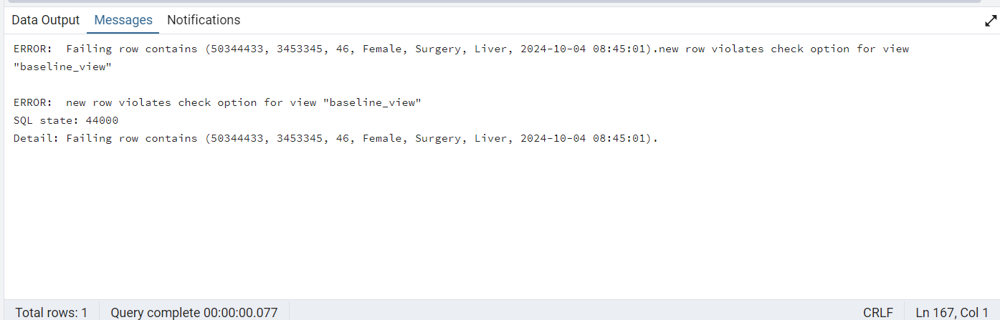 Data Output Messages Notifications
ERROR:  Failing row contains (50344433, 3453345, 46, Female, Surgery, Liver, 2024-10-04 08:45:01).new row violates check option for view
"baseline_view"
ERROR:  new row violates check option for view "baseline_view"
SQL state: 44000
Detail: Failing row contains (50344433, 3453345, 46, Female, Surgery, Liver, 2024-10-04 08:45:01).
Total rows: 1 Query complete 00:00:00.077 CRLF Ln 167, Col 1